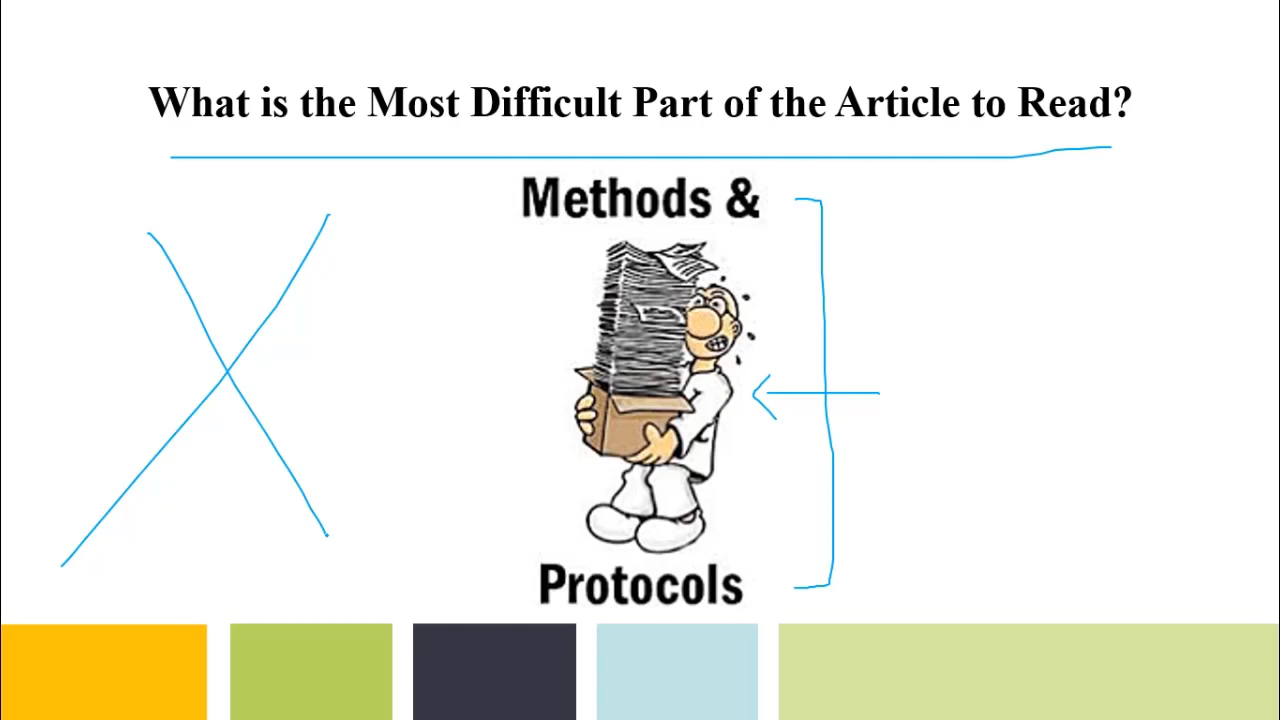 What is the Most Difficult Part of the Article to Read?
Methods &
Protocols